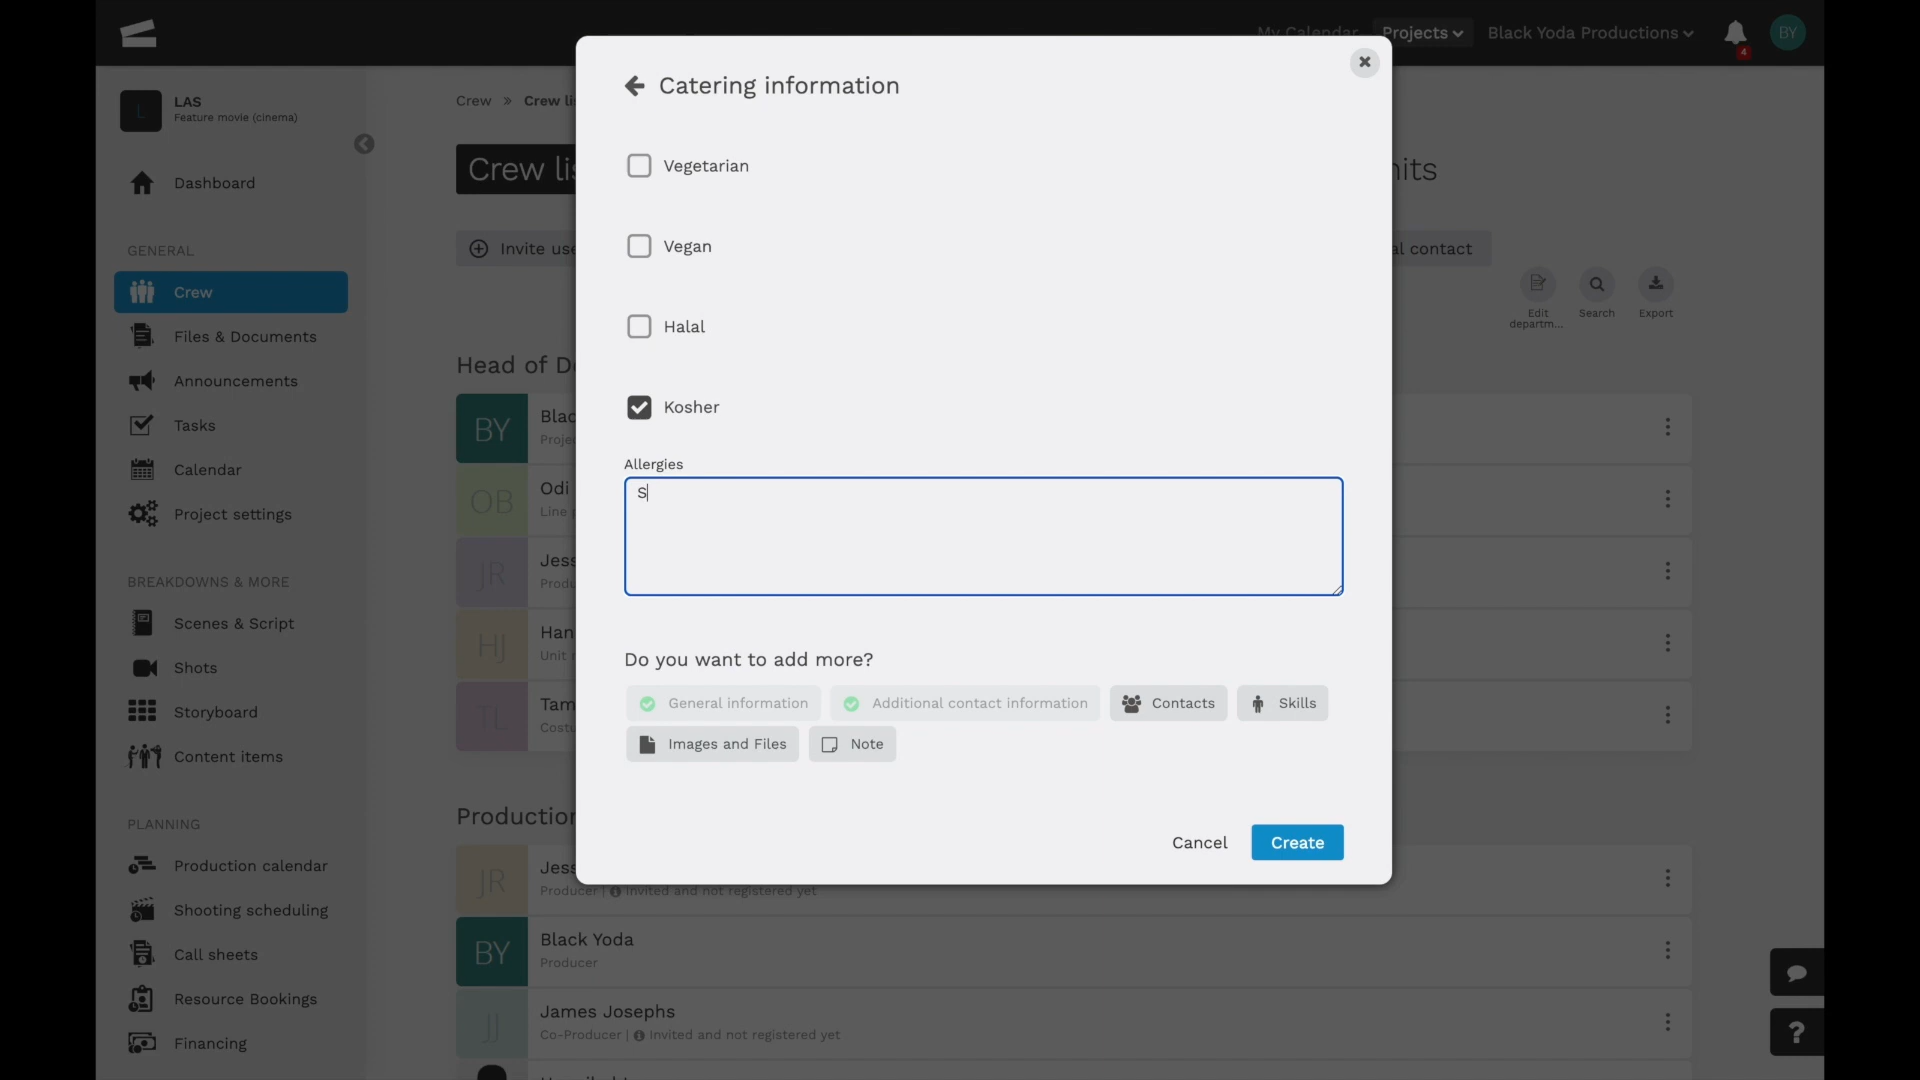 My Calendar Projects Black Yoda Productions
4
BY
L
LAS
Feature movie (cinema)
Dashboard
GENERAL
Crew
Files & Documents
Announcements
Tasks
Calendar
Project settings
BREAKDOWNS & MORE
Scenes & Script
Shots
Storyboard
Content items
PLANNING
Production calendar
Shooting scheduling
Call sheets
Resource Bookings
Financing
Crew » Crew li
Crew lis
nits
Invite use
al contact
Edit
departm...
Search
Export
Head of De
BY
Blac
Projec
OB
Odi
Line
JR
Jess
Produ
HJ
Han
Unit
TL
Tam
Costu
Production
JR
Jess
Producer | Invited and not registered yet
BY
Black Yoda
Producer
JJ
James Josephs
Co-Producer | Invited and not registered yet
Catering information
Vegetarian
Vegan
Halal
Kosher
Allergies
S
Do you want to add more?
General information
Additional contact information
Contacts
Skills
Images and Files
Note
Cancel
Create
?